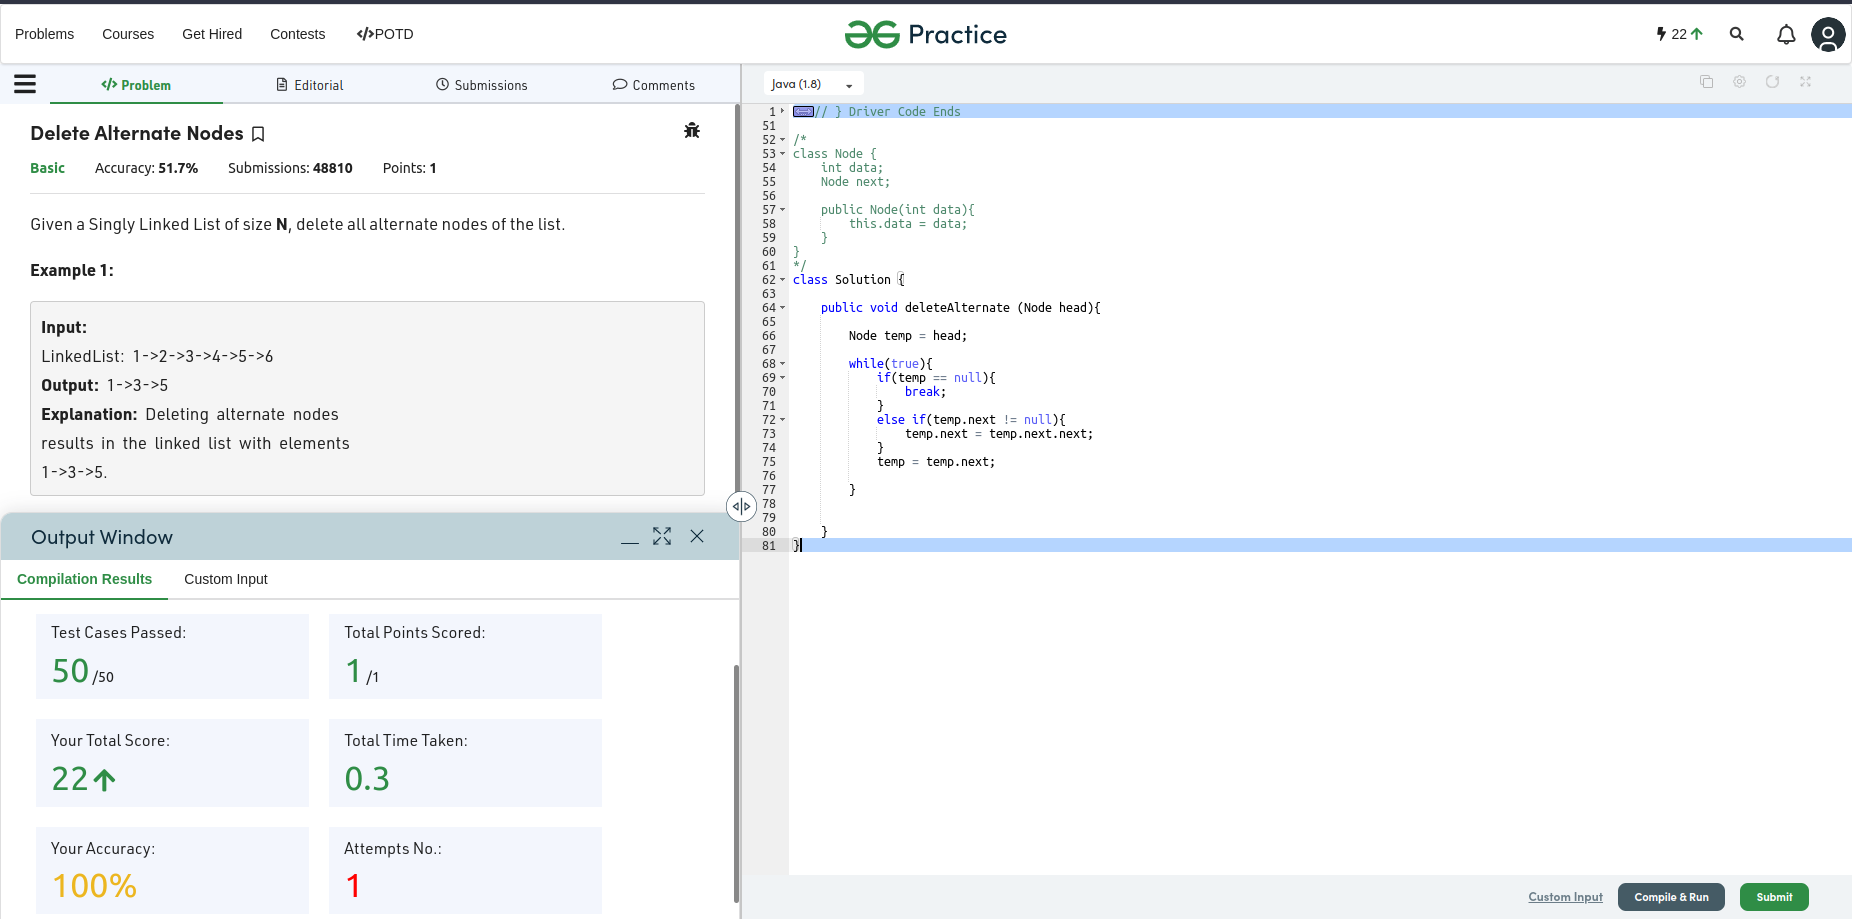 Problems Courses Get Hired Contests </>POTD
Practice
22
</> Problem Editorial Submissions Comments
Delete Alternate Nodes
Basic Accuracy: 51.7% Submissions: 48810 Points: 1
Given a Singly Linked List of size N, delete all alternate nodes of the list.
Example 1:
Input:
LinkedList: 1->2->3->4->5->6
Output: 1->3->5
Explanation: Deleting alternate nodes
results in the linked list with elements
1->3->5.
Output Window
Compilation Results Custom Input
Test Cases Passed:
50 /50
Total Points Scored:
1 /1
Your Total Score:
22
Total Time Taken:
0.3
Your Accuracy:
100%
Attempts No.:
1
Java (1.8)
1 // } Driver Code Ends
51
52 /*
53 class Node {
54     int data;
55     Node next;
56
57     public Node(int data){
58         this.data = data;
59     }
60 }
61 */
62 class Solution {
63
64     public void deleteAlternate (Node head){
65
66         Node temp = head;
67
68         while(true){
69             if(temp == null){
70                 break;
71             }
72             else if(temp.next != null){
73                 temp.next = temp.next.next;
74             }
75             temp = temp.next;
76
77         }
78
79
80     }
81 }
Custom Input Compile & Run Submit